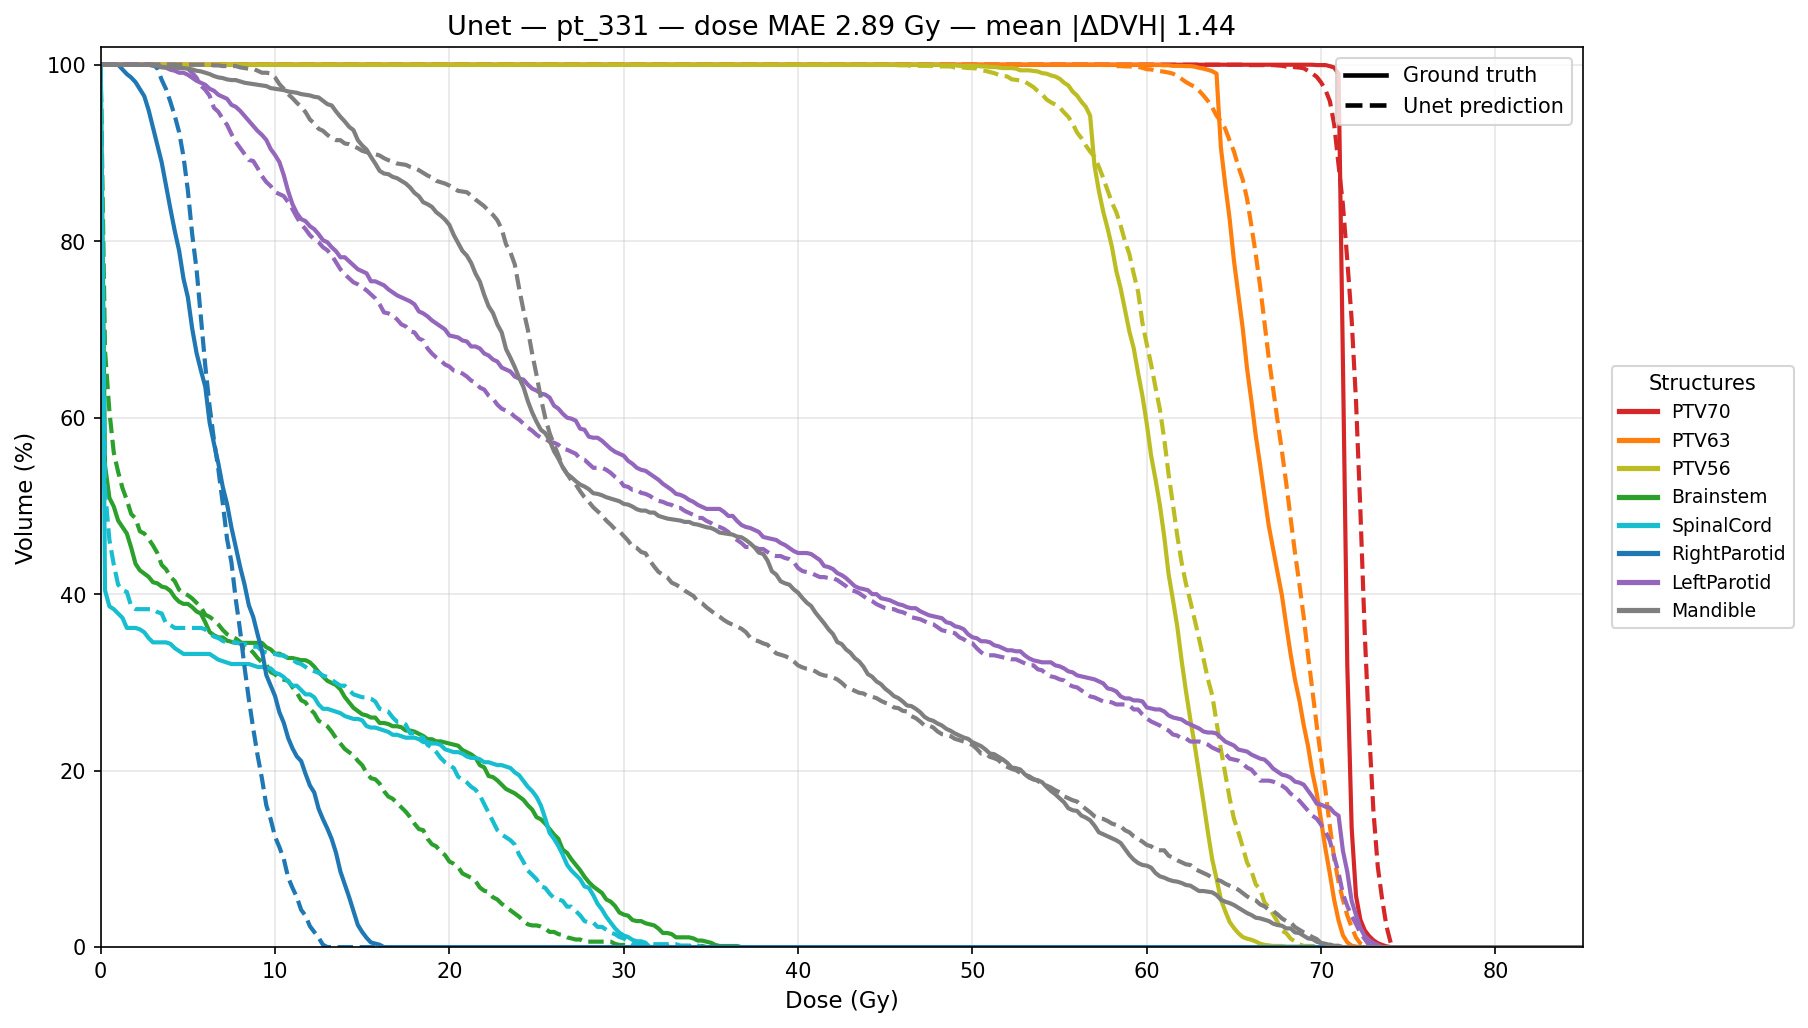 Unet — pt_331 — dose MAE 2.89 Gy — mean |ΔDVH| 1.44
Ground truth
Unet prediction
Volume (%)
100
80
60
40
20
0
0 10 20 30 40 50 60 70 80
Dose (Gy)
Structures
PTV70
PTV63
PTV56
Brainstem
SpinalCord
RightParotid
LeftParotid
Mandible